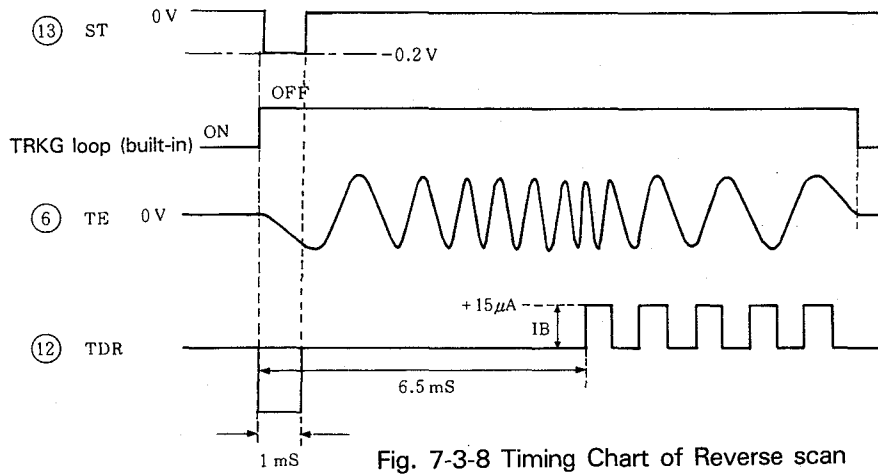 ⑬ ST 0 V
−0.2 V
OFF
ON
TRKG loop (built-in)
⑥ TE 0 V
+15μA
IB
⑫ TDR
6.5 mS
1 mS
Fig. 7-3-8 Timing Chart of Reverse scan